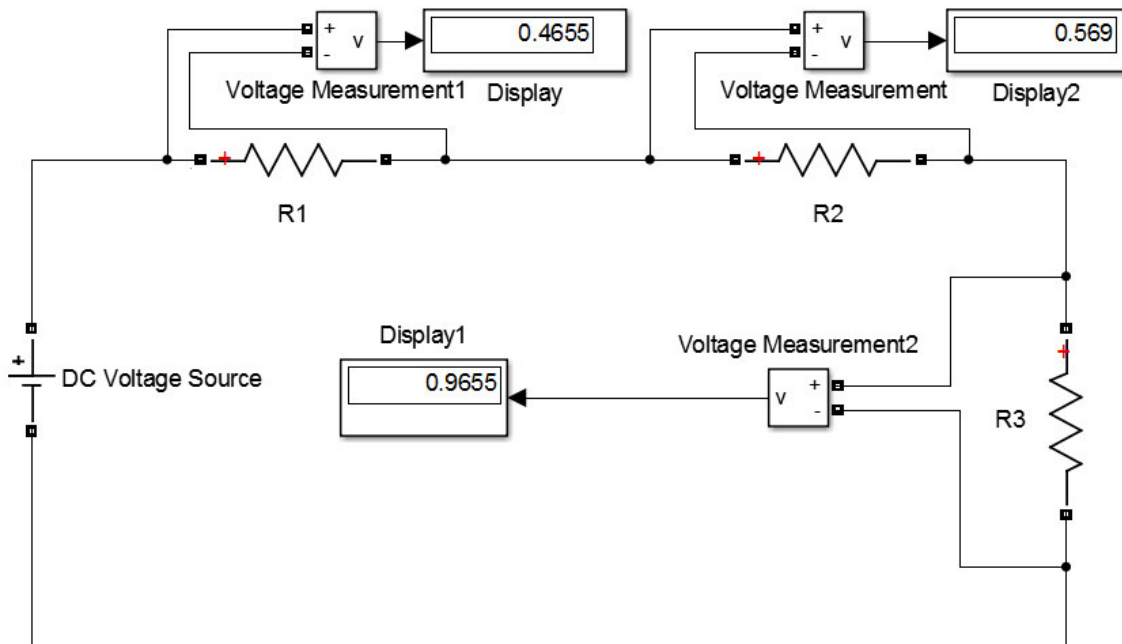 +
-
v
0.4655
Voltage Measurement1
Display
+
-
v
0.569
Voltage Measurement
Display2
+
R1
+
R2
+
DC Voltage Source
Display1
0.9655
Voltage Measurement2
v
+
-
+
R3